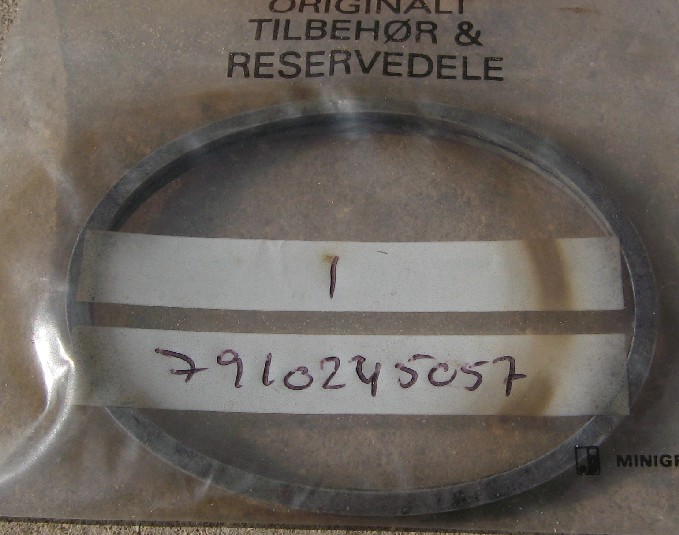 ORIGINALT
TILBEHØR &
RESERVEDELE
1
7910245057